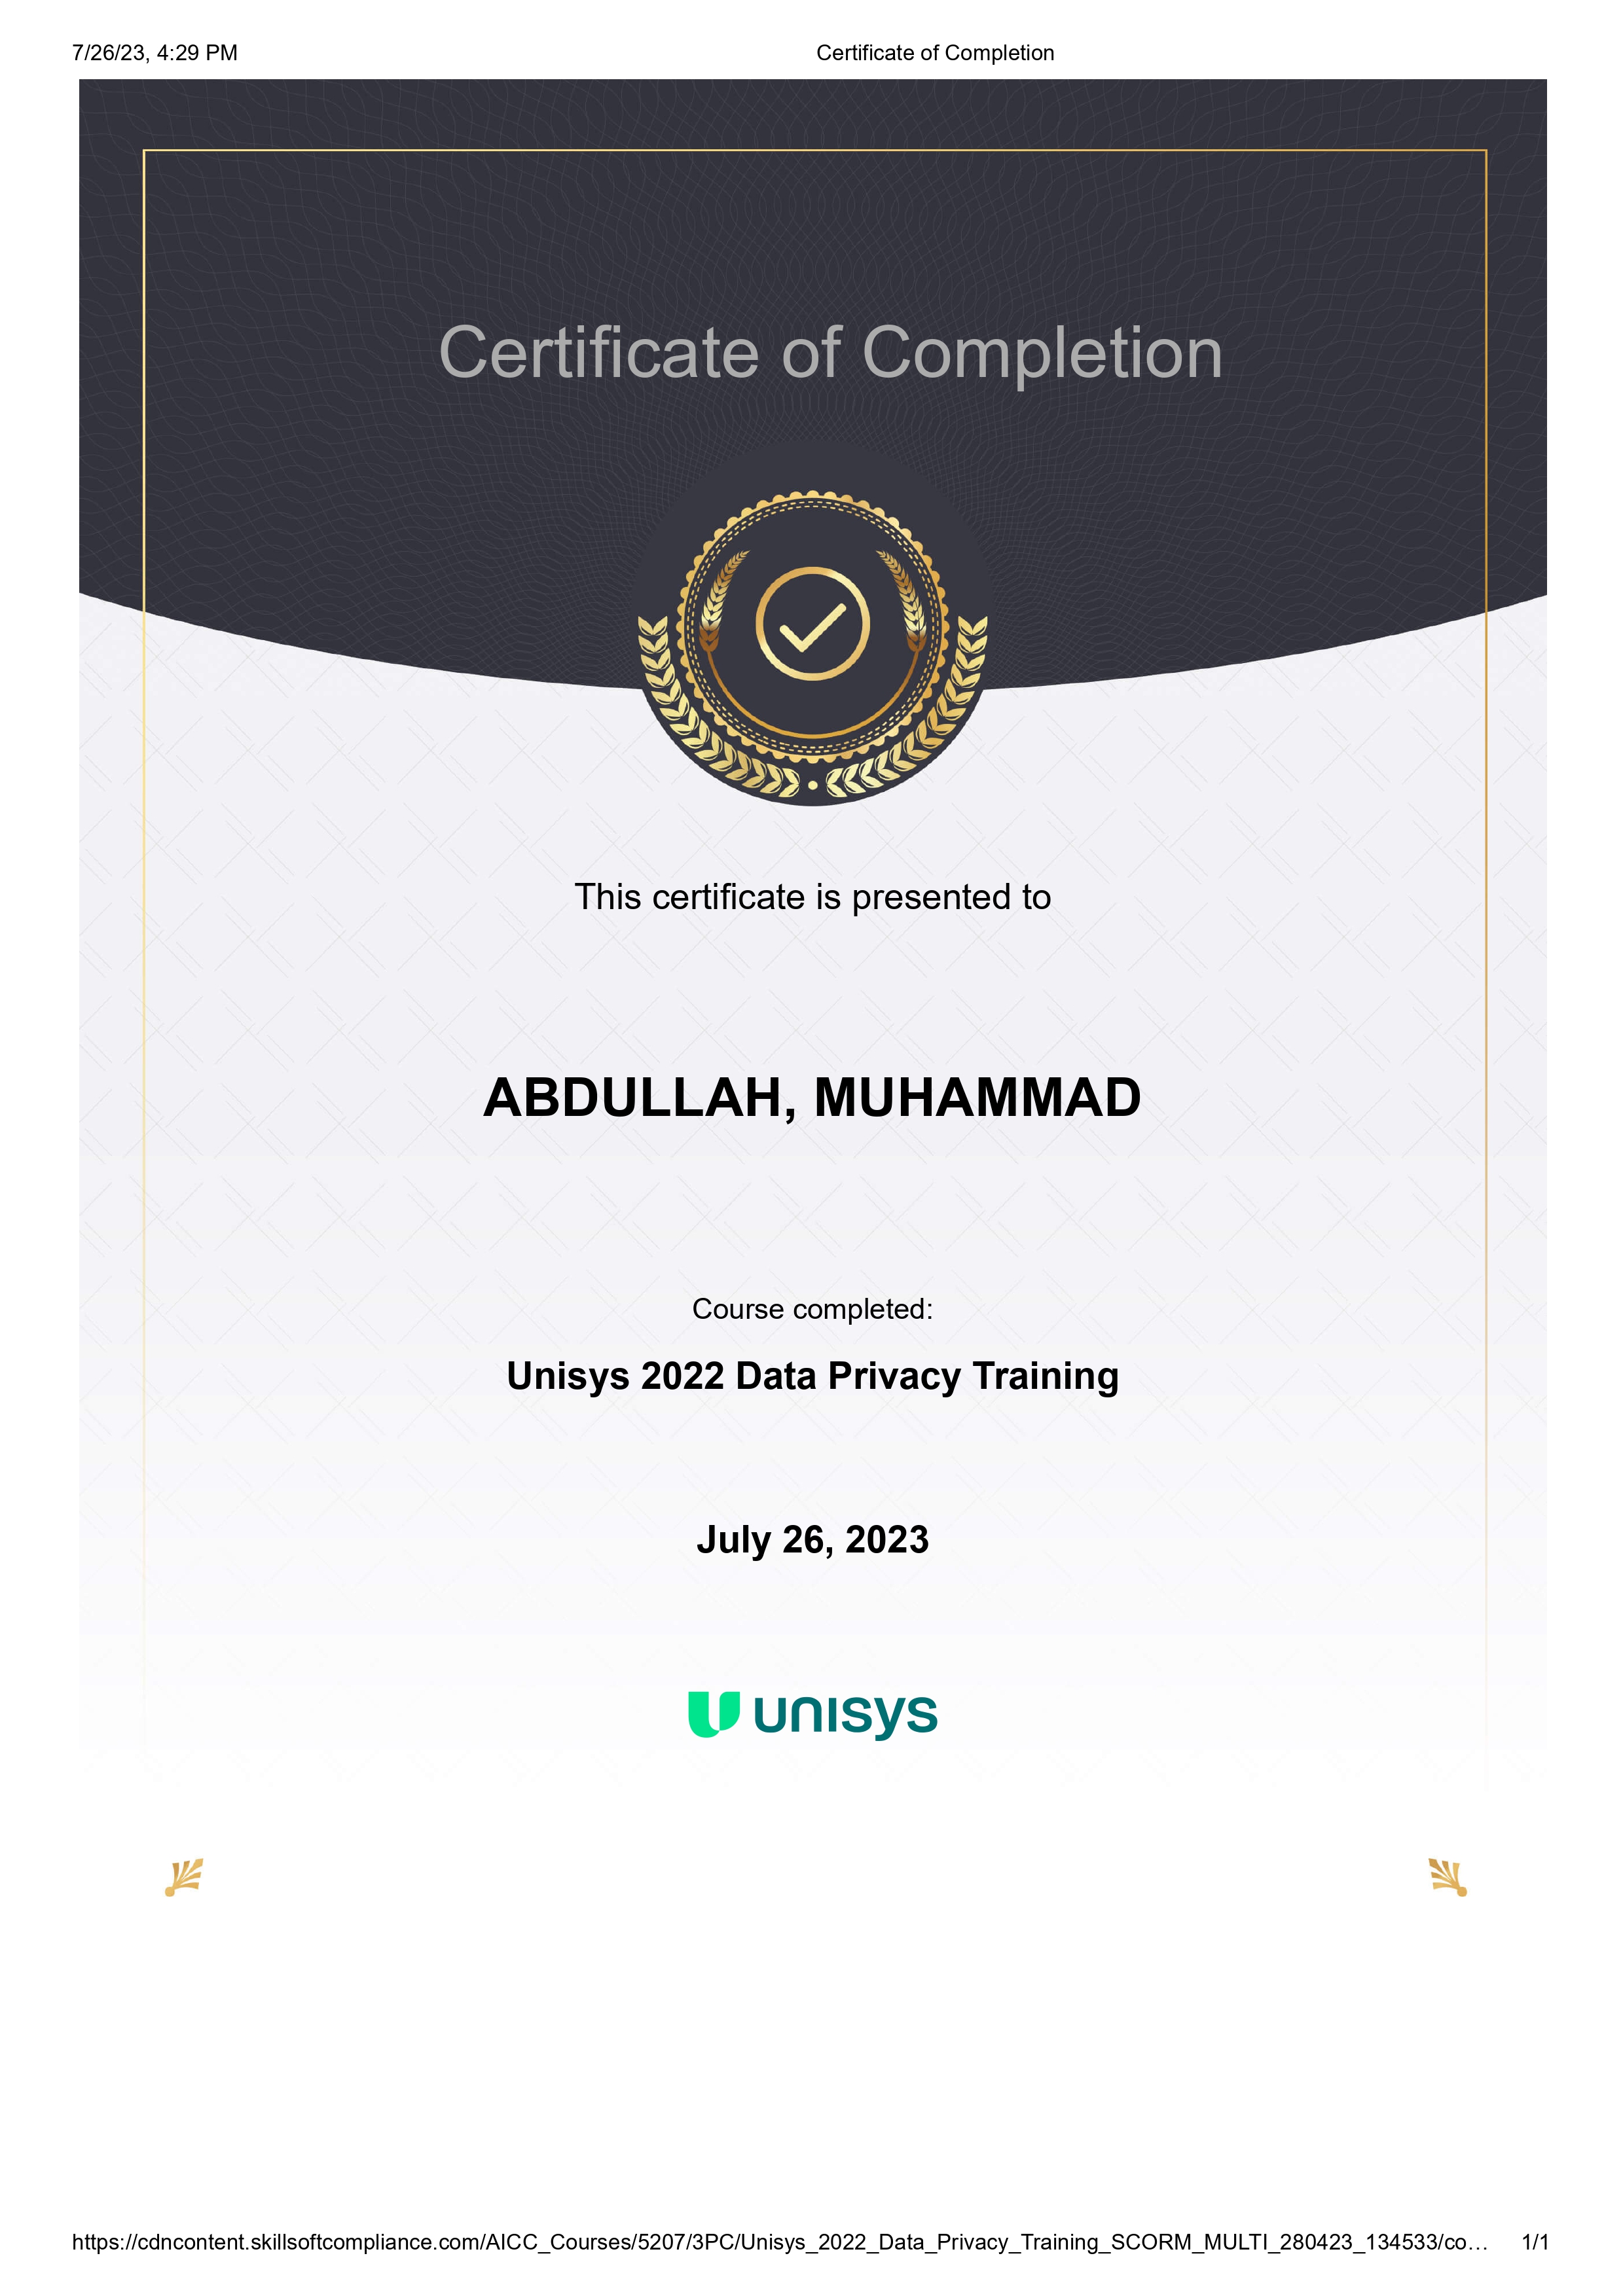 7/26/23, 4:29 PM
Certificate of Completion
Certificate of Completion
This certificate is presented to
ABDULLAH, MUHAMMAD
Course completed:
Unisys 2022 Data Privacy Training
July 26, 2023
UNISYS
https://cdncontent.skillsoftcompliance.com/AICC_Courses/5207/3PC/Unisys_2022_Data_Privacy_Training_SCORM_MULTI_280423_134533/co…
1/1